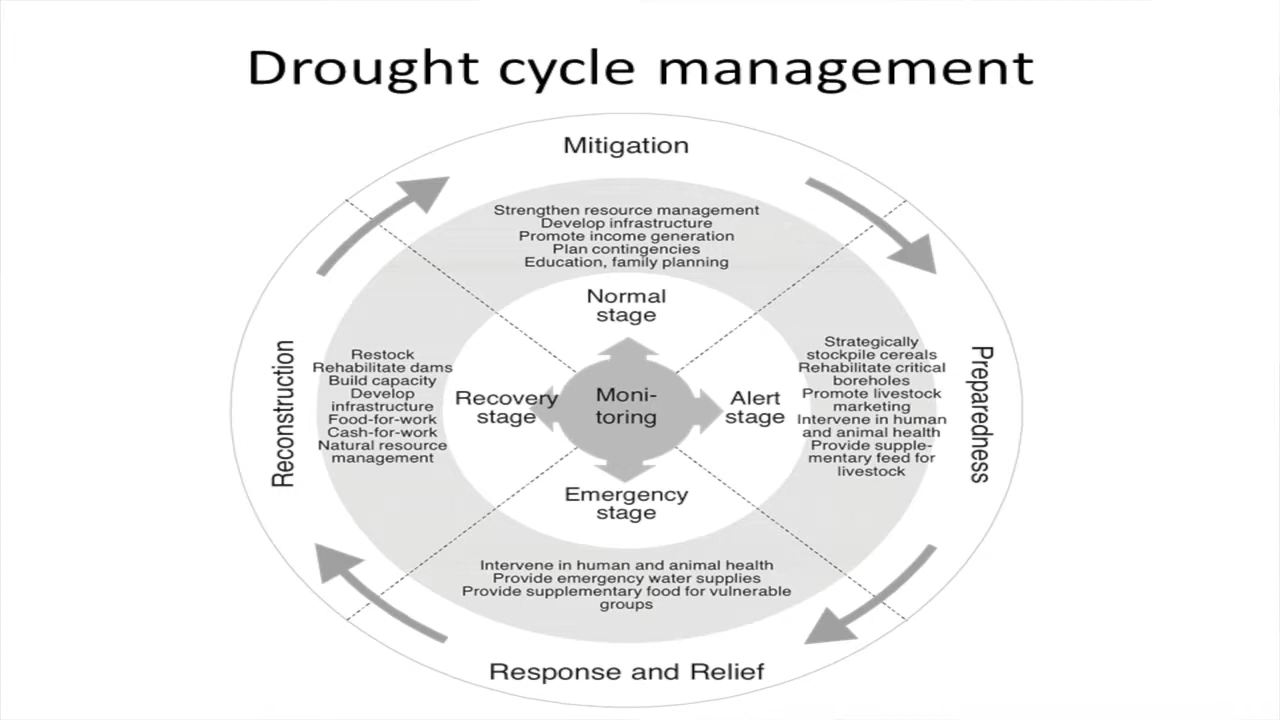 Drought cycle management
Mitigation
Strengthen resource management
Develop infrastructure
Promote income generation
Plan contingencies
Education, family planning
Normal
stage
Reconstruction
Restock
Rehabilitate dams
Build capacity
Develop
infrastructure
Food-for-work
Cash-for-work
Natural resource
management
Recovery
stage
Moni-
toring
Alert
stage
Strategically
stockpile cereals
Rehabilitate critical
boreholes
Promote livestock
marketing
Intervene in human
and animal health
Provide supple-
mentary feed for
livestock
Preparedness
Emergency
stage
Intervene in human and animal health
Provide emergency water supplies
Provide supplementary food for vulnerable
groups
Response and Relief